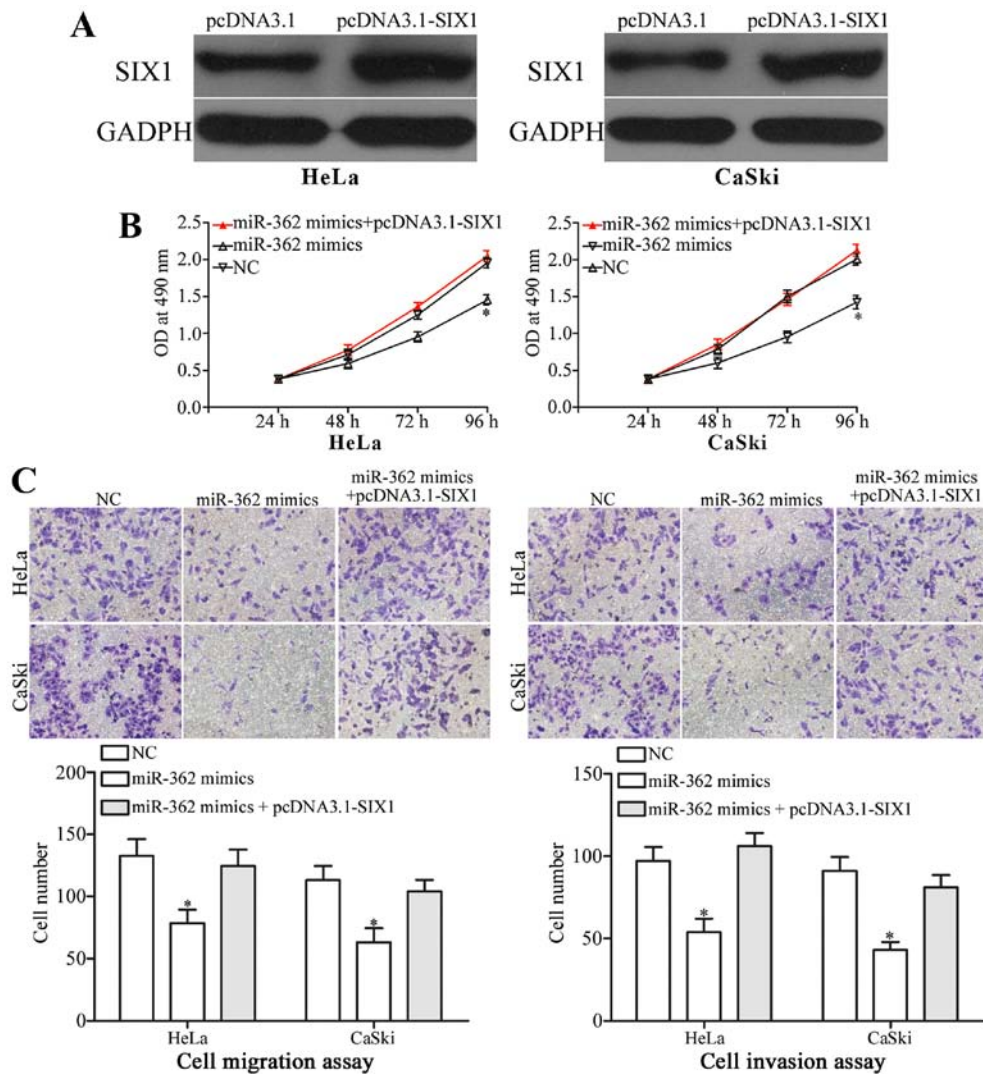 A
pcDNA3.1 pcDNA3.1-SIX1
SIX1
GADPH
HeLa
pcDNA3.1 pcDNA3.1-SIX1
SIX1
GADPH
CaSki
B
OD at 490 nm
2.5
2.0
1.5
1.0
0.5
0.0
miR-362 mimics+pcDNA3.1-SIX1
miR-362 mimics
NC
*
24 h 48 h 72 h 96 h
HeLa
OD at 490 nm
2.5
2.0
1.5
1.0
0.5
0.0
miR-362 mimics+pcDNA3.1-SIX1
miR-362 mimics
NC
*
24 h 48 h 72 h 96 h
CaSki
C
NC miR-362 mimics miR-362 mimics
+pcDNA3.1-SIX1
HeLa
CaSki
NC miR-362 mimics miR-362 mimics
+pcDNA3.1-SIX1
HeLa
CaSki
Cell number
200
150
100
50
0
NC
miR-362 mimics
miR-362 mimics + pcDNA3.1-SIX1
* *
HeLa CaSki
Cell migration assay
Cell number
100
50
0
NC
miR-362 mimics
miR-362 mimics + pcDNA3.1-SIX1
* *
HeLa CaSki
Cell invasion assay